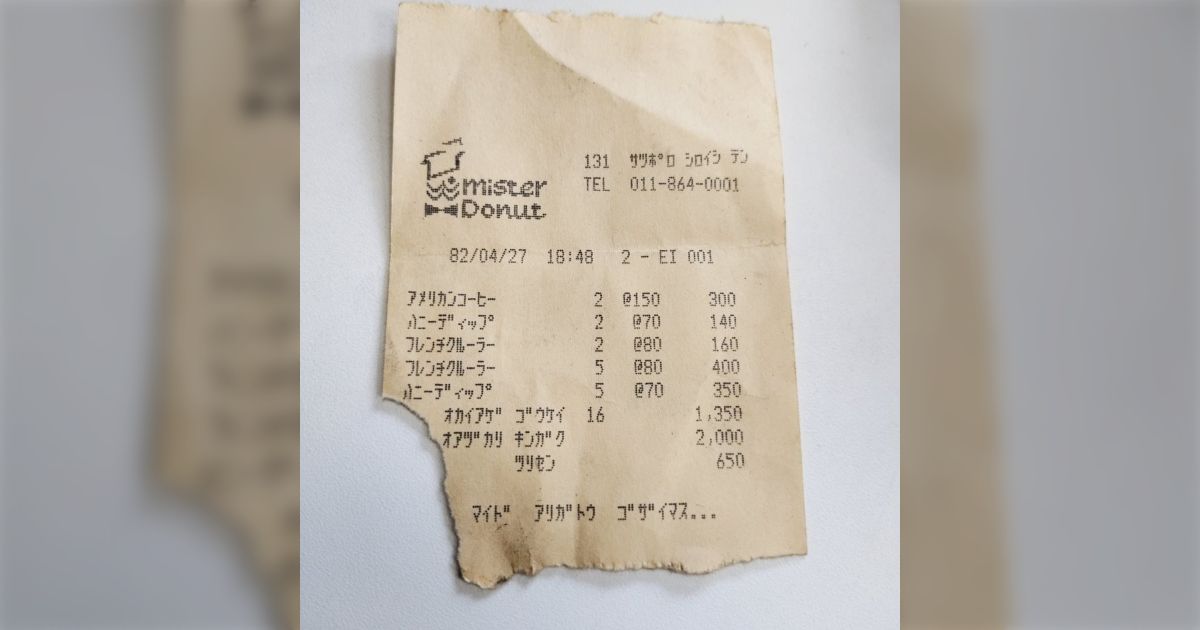 mister Donut
131 サツポロ シロイシ テン
TEL 011-864-0001
82/04/27 18:48 2 - EI 001
アメリカンコーヒー 2 @150 300
ハニーディップ 2 @70 140
フレンチクルーラー 2 @80 160
フレンチクルーラー 5 @80 400
ハニーディップ 5 @70 350
オカイアゲ ゴウケイ 16 1,350
オアヅカリ キンガク 2,000
ツリセン 650
マイド アリガトウ ゴザイマス...